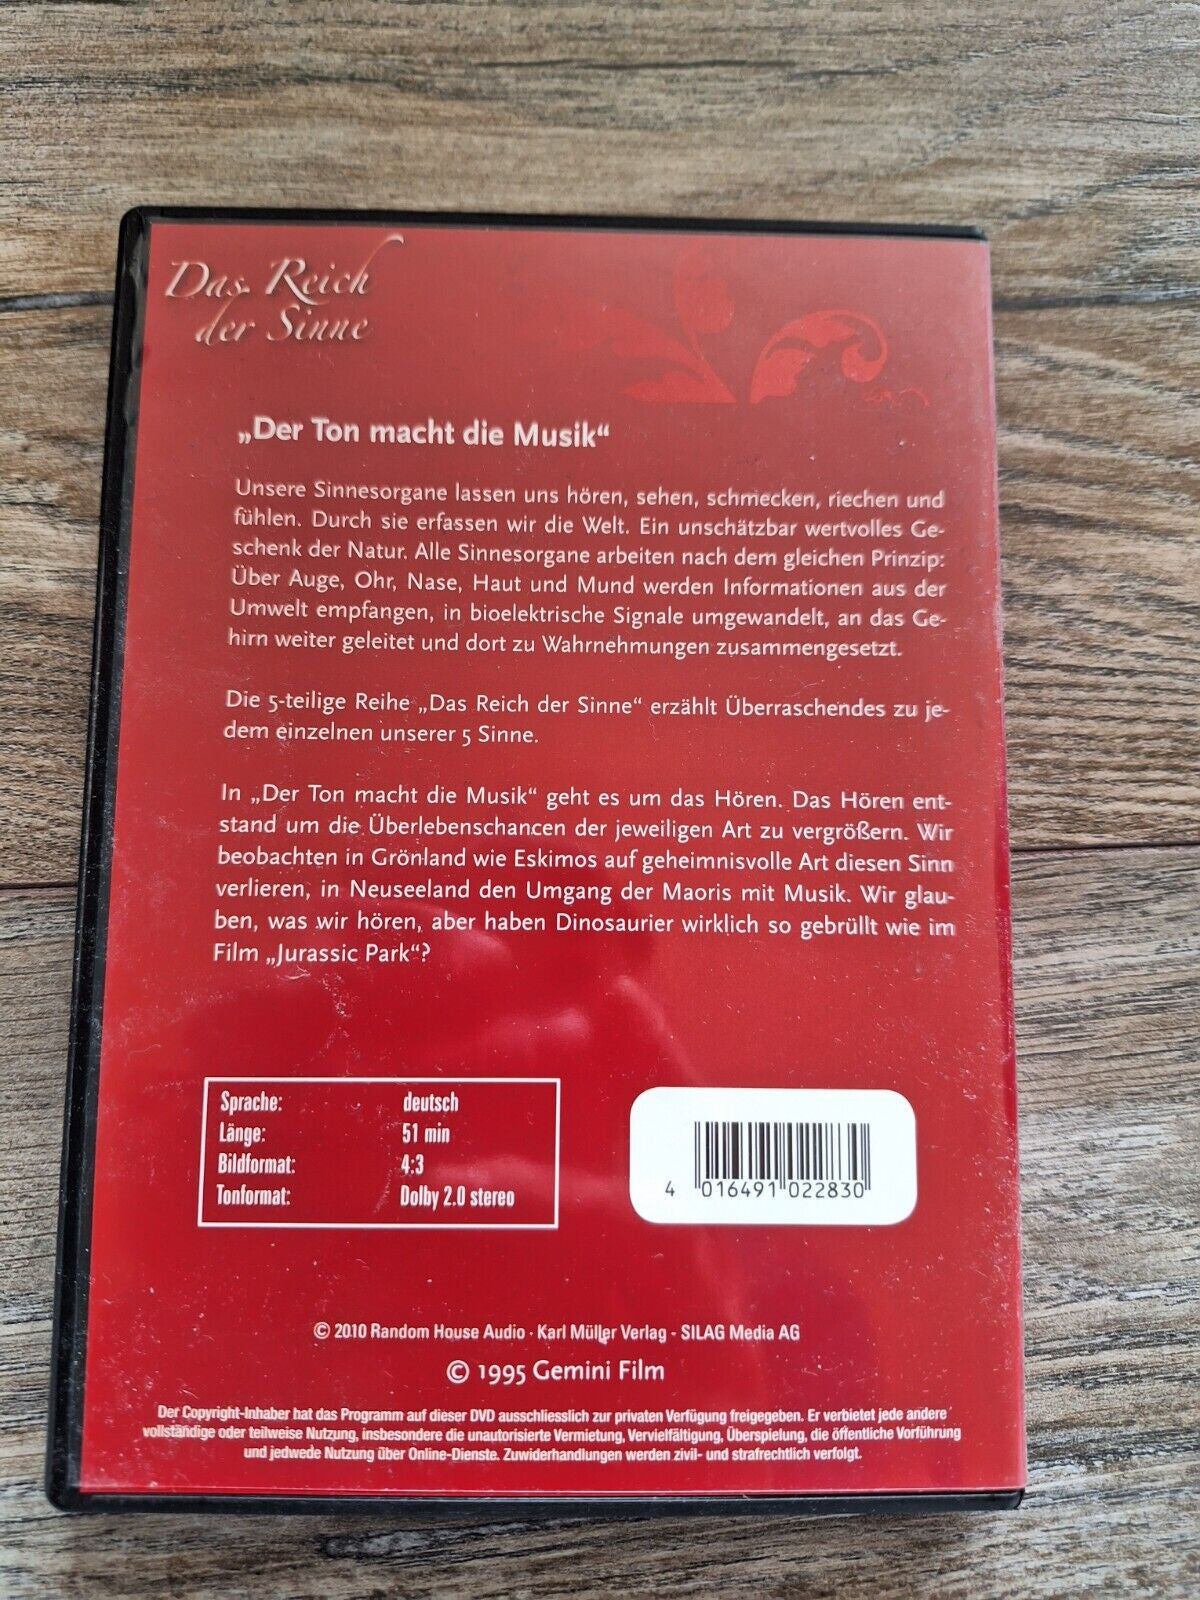 Das Reich
der Sinne
„Der Ton macht die Musik“
Unsere Sinnesorgane lassen uns hören, sehen, schmecken, riechen und
fühlen. Durch sie erfassen wir die Welt. Ein unschätzbar wertvolles Ge-
schenk der Natur. Alle Sinnesorgane arbeiten nach dem gleichen Prinzip:
Über Auge, Ohr, Nase, Haut und Mund werden Informationen aus der
Umwelt empfangen, in bioelektrische Signale umgewandelt, an das Ge-
hirn weiter geleitet und dort zu Wahrnehmungen zusammengesetzt.
Die 5-teilige Reihe „Das Reich der Sinne“ erzählt Überraschendes zu je-
dem einzelnen unserer 5 Sinne.
In „Der Ton macht die Musik“ geht es um das Hören. Das Hören ent-
stand um die Überlebenschancen der jeweiligen Art zu vergrößern. Wir
beobachten in Grönland wie Eskimos auf geheimnisvolle Art diesen Sinn
verlieren, in Neuseeland den Umgang der Maoris mit Musik. Wir glau-
ben, was wir hören, aber haben Dinosaurier wirklich so gebrüllt wie im
Film „Jurassic Park“?
Sprache: deutsch
Länge: 51 min
Bildformat: 4:3
Tonformat: Dolby 2.0 stereo
4 016491 022830
© 2010 Random House Audio · Karl Müller Verlag - SILAG Media AG
© 1995 Gemini Film
Der Copyright-Inhaber hat das Programm auf dieser DVD ausschliesslich zur privaten Verfügung freigegeben. Er verbietet jede andere
vollständige oder teilweise Nutzung, insbesondere die unautorisierte Vermietung, Vervielfältigung, Überspielung, die öffentliche Vorführung
und jedwede Nutzung über Online-Dienste. Zuwiderhandlungen werden zivil- und strafrechtlich verfolgt.